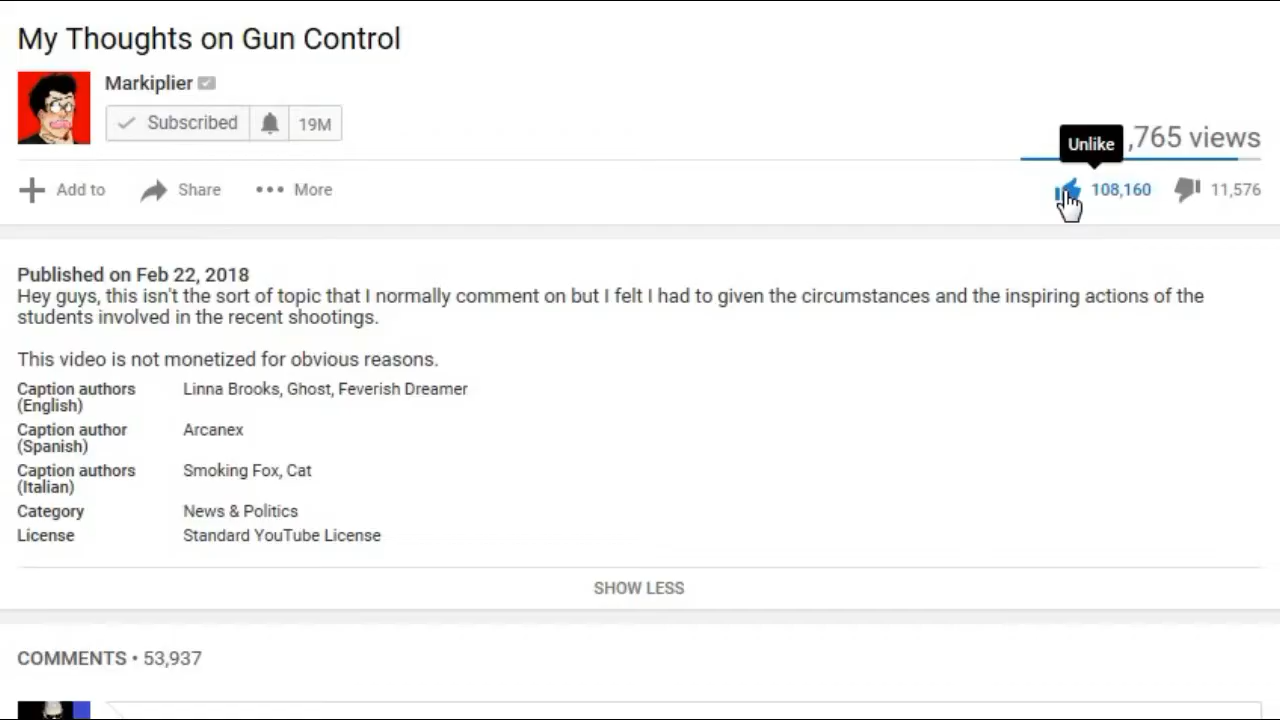 My Thoughts on Gun Control
Markiplier
Subscribed 19M
Unlike ,765 views
Add to Share More 108,160 11,576
Published on Feb 22, 2018
Hey guys, this isn't the sort of topic that I normally comment on but I felt I had to given the circumstances and the inspiring actions of the
students involved in the recent shootings.
This video is not monetized for obvious reasons.
Caption authors Linna Brooks, Ghost, Feverish Dreamer
(English)
Caption author Arcanex
(Spanish)
Caption authors Smoking Fox, Cat
(Italian)
Category News & Politics
License Standard YouTube License
SHOW LESS
COMMENTS • 53,937